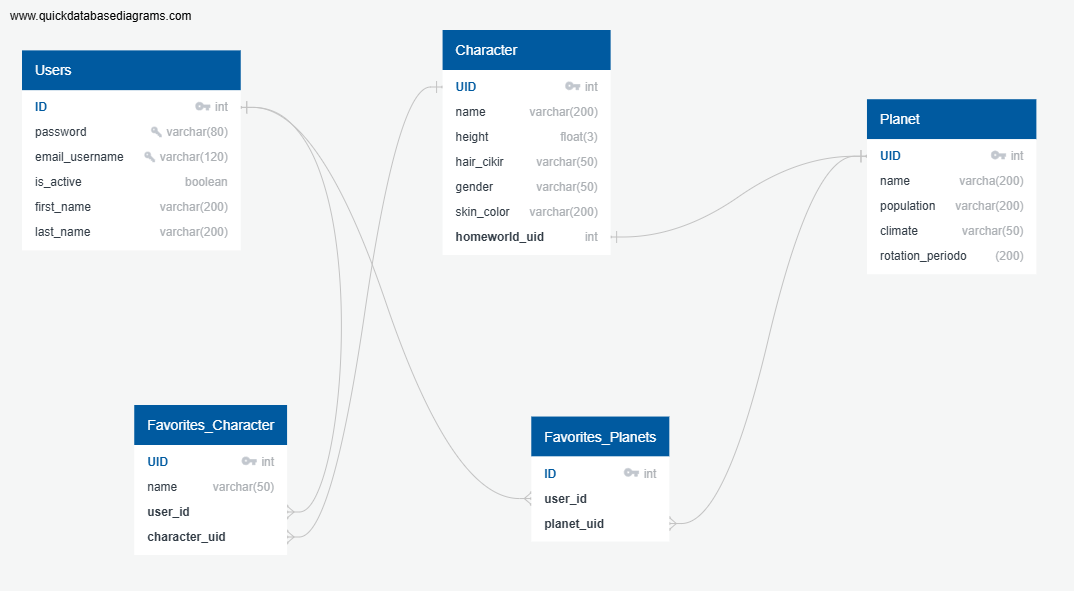 www.quickdatabasediagrams.com
Users
ID int
password varchar(80)
email_username varchar(120)
is_active boolean
first_name varchar(200)
last_name varchar(200)
Character
UID int
name varchar(200)
height float(3)
hair_cikir varchar(50)
gender varchar(50)
skin_color varchar(200)
homeworld_uid int
Planet
UID int
name varcha(200)
population varchar(200)
climate varchar(50)
rotation_periodo (200)
Favorites_Character
UID int
name varchar(50)
user_id
character_uid
Favorites_Planets
ID int
user_id
planet_uid